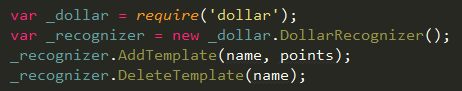 var _dollar = require('dollar');
var _recognizer = new _dollar.DollarRecognizer();
_recognizer.AddTemplate(name, points);
_recognizer.DeleteTemplate(name);